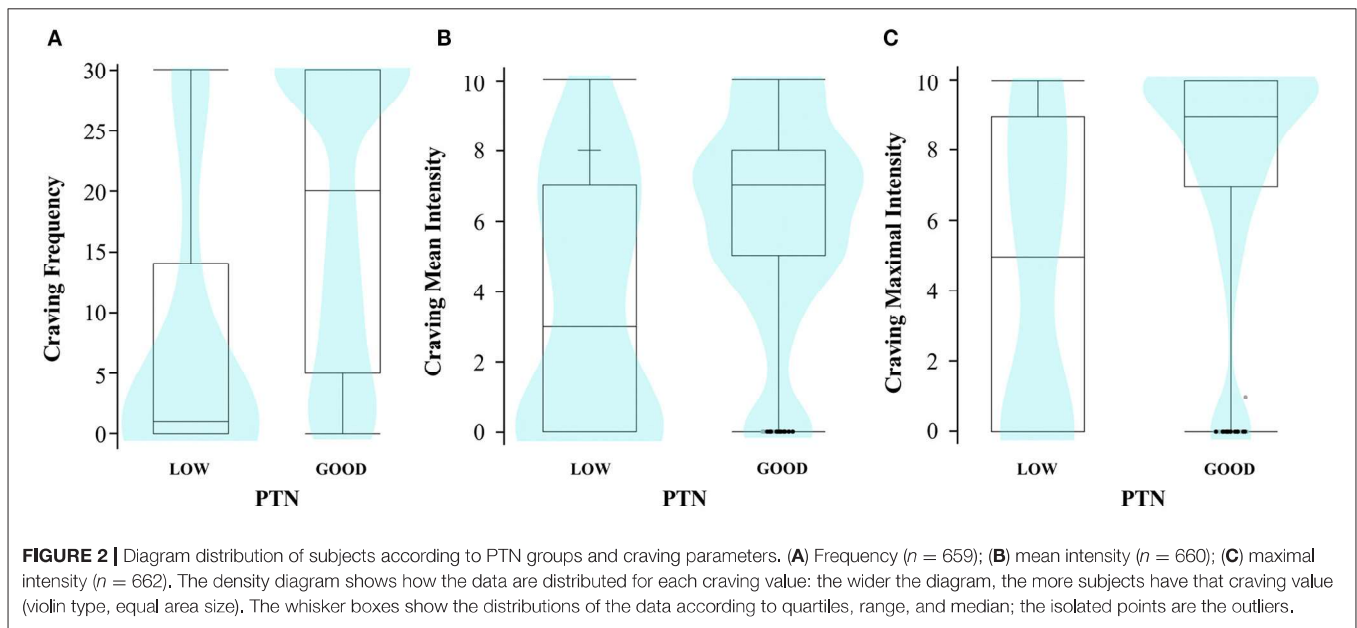 A
B
C
Craving Frequency
30
25
20
15
10
5
0
LOW
GOOD
PTN
Craving Mean Intensity
10
8
6
4
2
0
LOW
GOOD
PTN
Craving Maximal Intensity
10
8
6
4
2
0
LOW
GOOD
PTN
FIGURE 2 | Diagram distribution of subjects according to PTN groups and craving parameters. (A) Frequency (n = 659); (B) mean intensity (n = 660); (C) maximal
intensity (n = 662). The density diagram shows how the data are distributed for each craving value: the wider the diagram, the more subjects have that craving value
(violin type, equal area size). The whisker boxes show the distributions of the data according to quartiles, range, and median; the isolated points are the outliers.